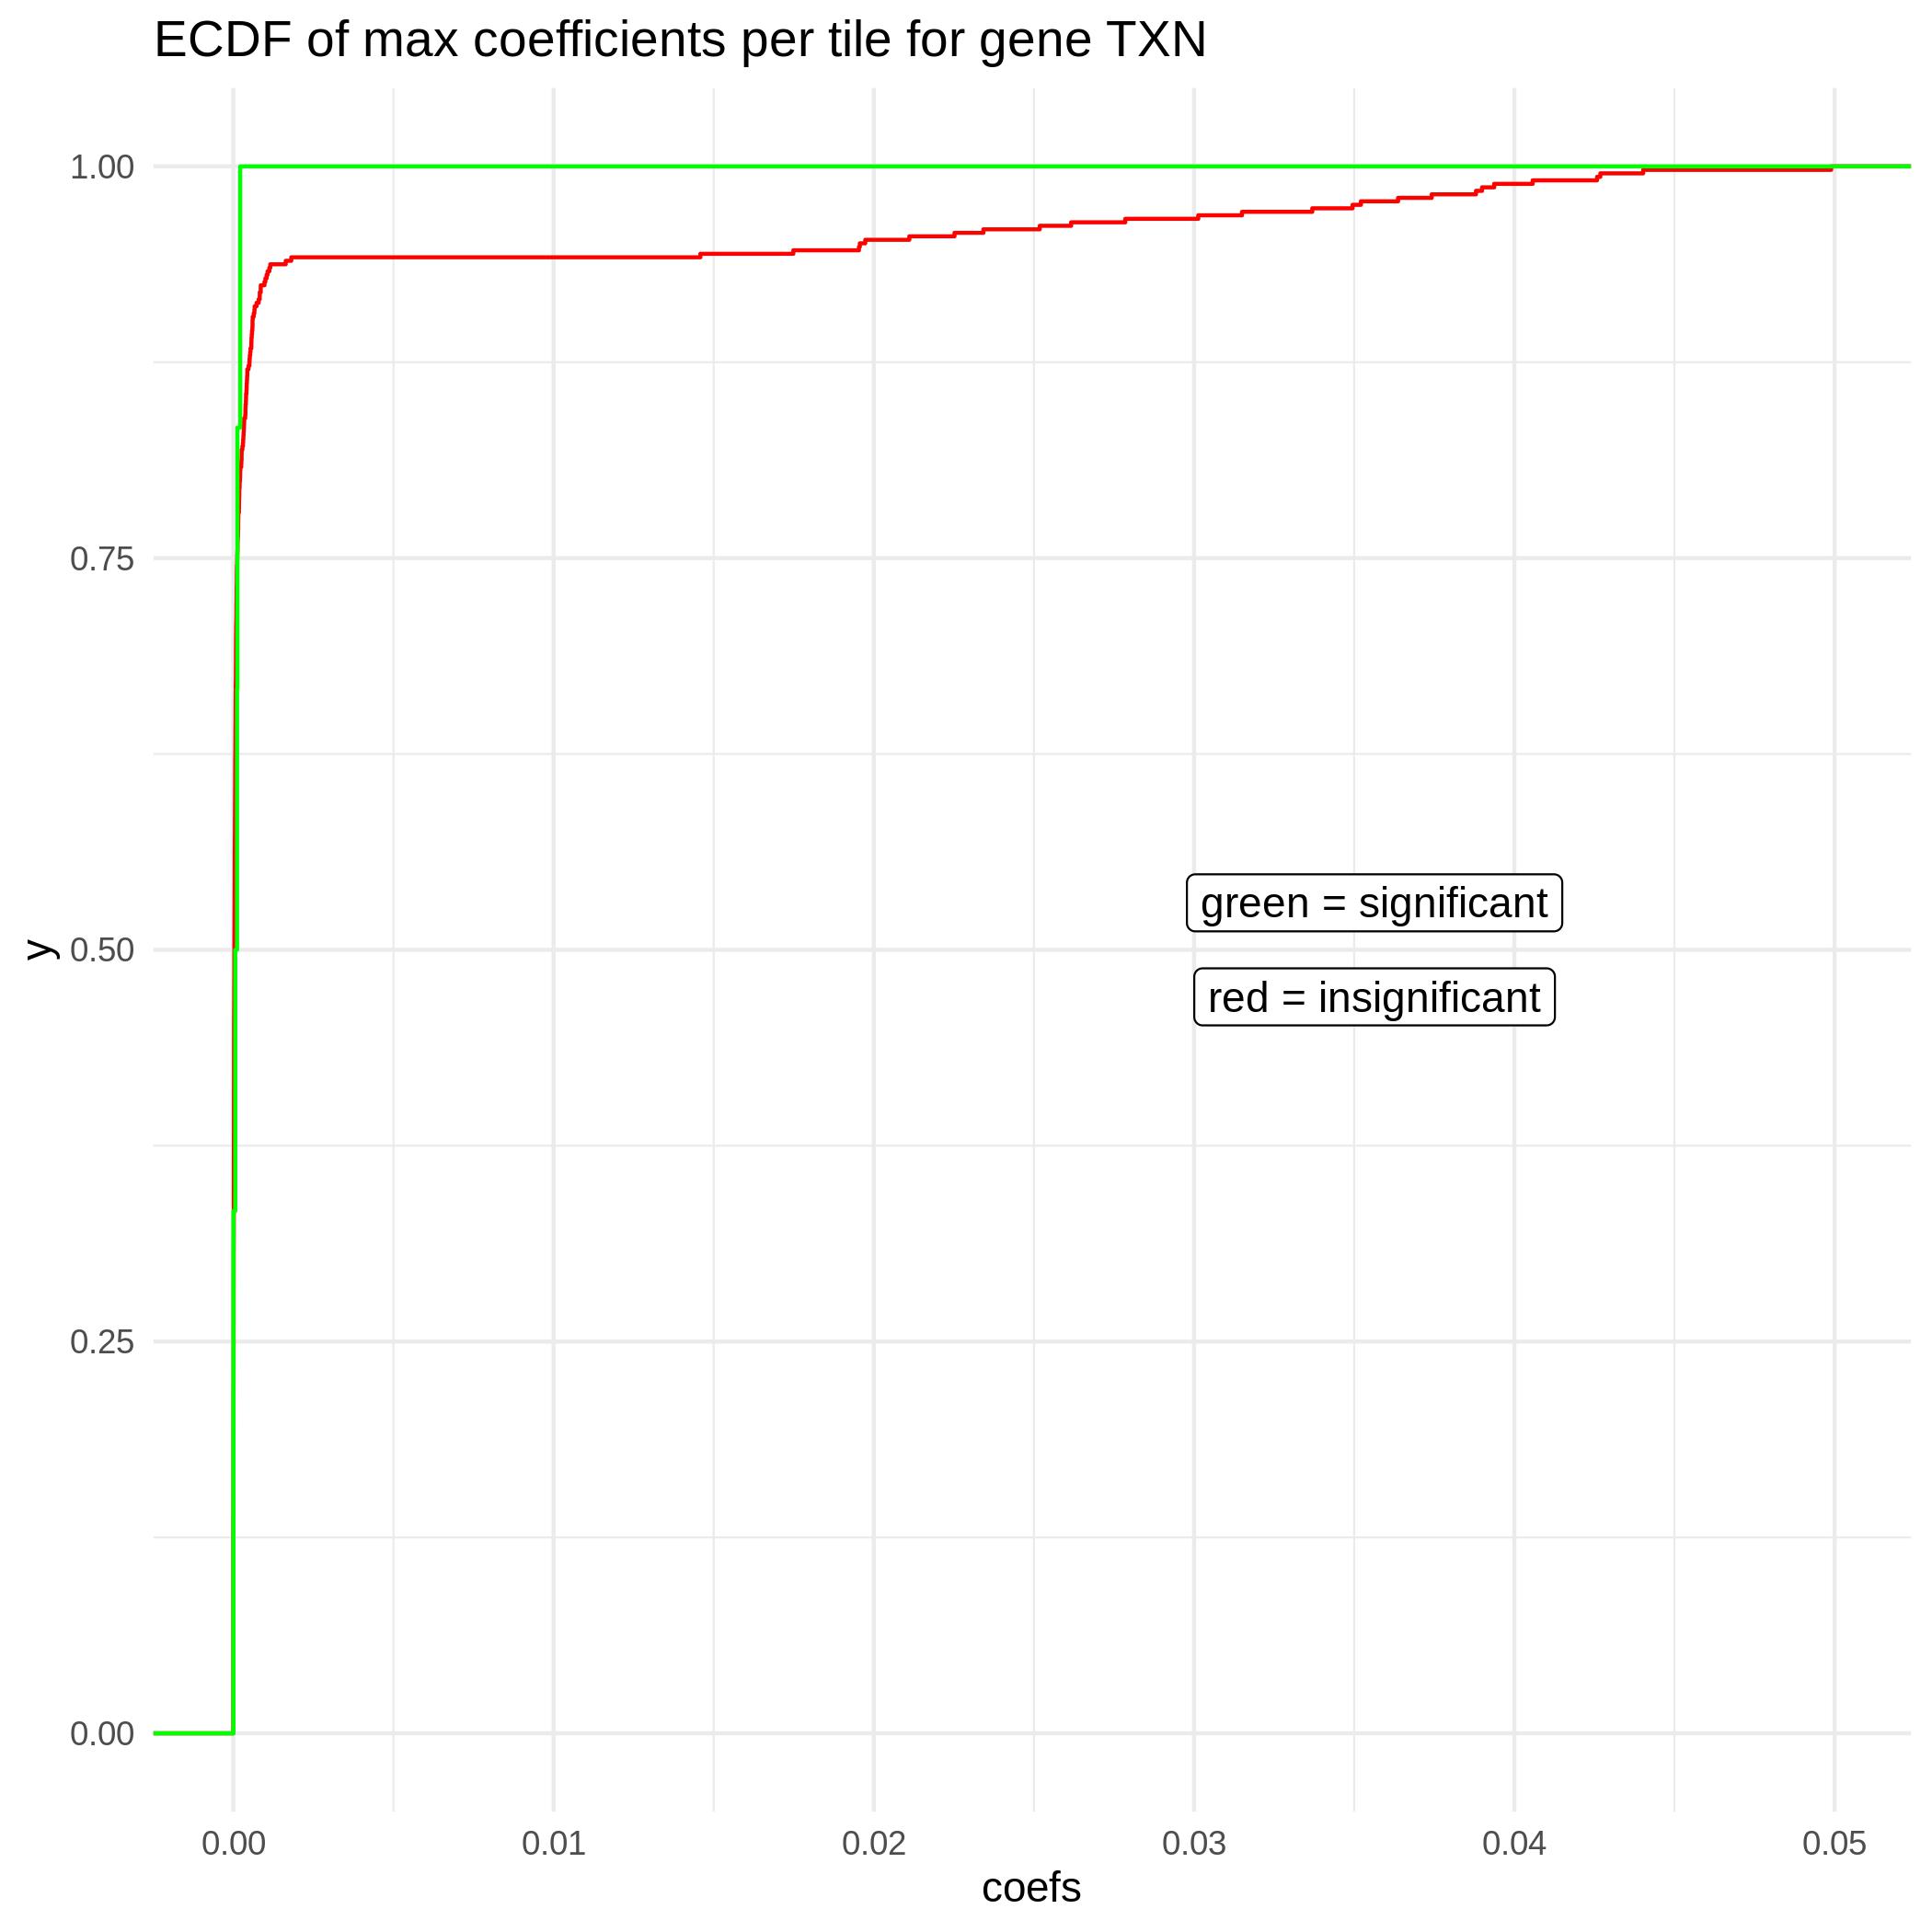 ECDF of max coefficients per tile for gene TXN
1.00
0.75
0.50
0.25
0.00
y
green = significant
red = insignificant
0.00 0.01 0.02 0.03 0.04 0.05
coefs